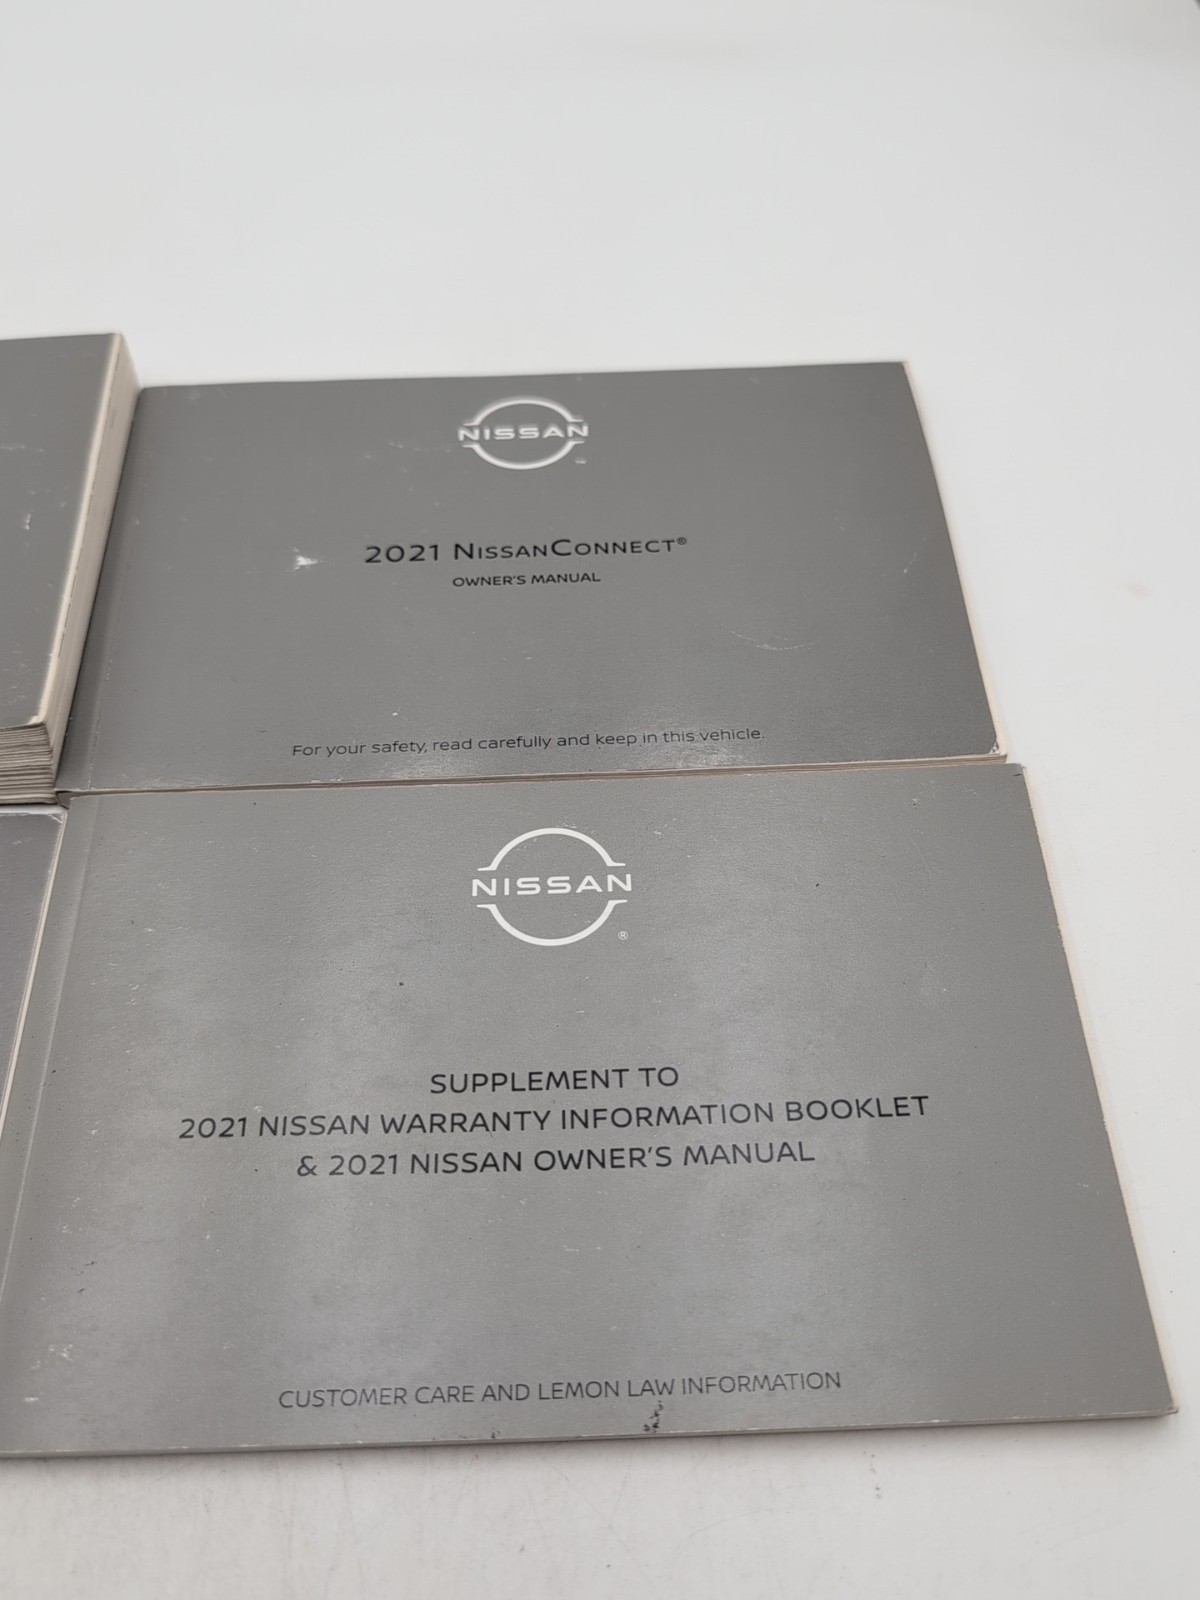 NISSAN
2021 NISSANCONNECT®
OWNER'S MANUAL
For your safety, read carefully and keep in this vehicle.
NISSAN
®
SUPPLEMENT TO
2021 NISSAN WARRANTY INFORMATION BOOKLET
& 2021 NISSAN OWNER'S MANUAL
CUSTOMER CARE AND LEMON LAW INFORMATION